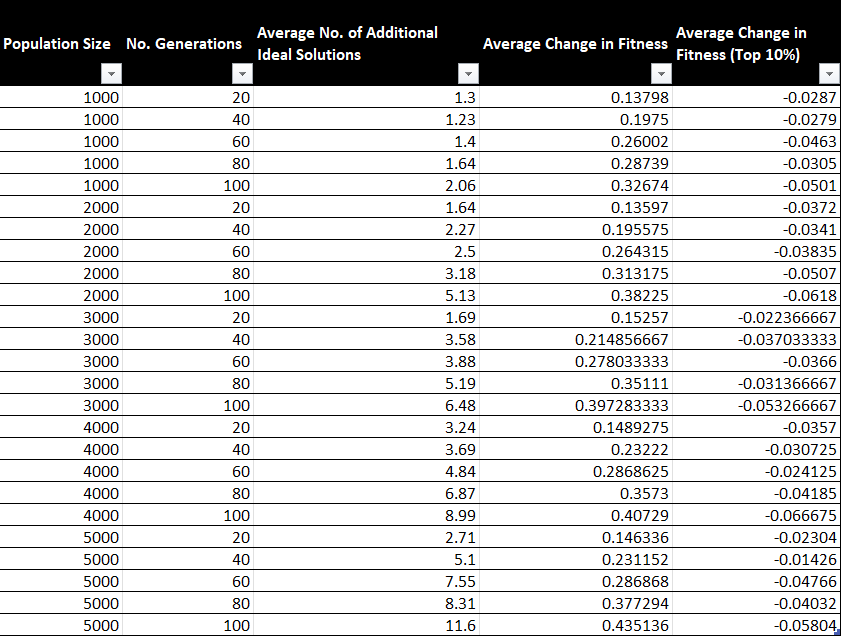 Population Size No. Generations Average No. of Additional Ideal Solutions Average Change in Fitness Average Change in Fitness (Top 10%)
1000 20 1.3 0.13798 -0.0287
1000 40 1.23 0.1975 -0.0279
1000 60 1.4 0.26002 -0.0463
1000 80 1.64 0.28739 -0.0305
1000 100 2.06 0.32674 -0.0501
2000 20 1.64 0.13597 -0.0372
2000 40 2.27 0.195575 -0.0341
2000 60 2.5 0.264315 -0.03835
2000 80 3.18 0.313175 -0.0507
2000 100 5.13 0.38225 -0.0618
3000 20 1.69 0.15257 -0.022366667
3000 40 3.58 0.214856667 -0.037033333
3000 60 3.88 0.278033333 -0.0366
3000 80 5.19 0.35111 -0.031366667
3000 100 6.48 0.397283333 -0.053266667
4000 20 3.24 0.1489275 -0.0357
4000 40 3.69 0.23222 -0.030725
4000 60 4.84 0.2868625 -0.024125
4000 80 6.87 0.3573 -0.04185
4000 100 8.99 0.40729 -0.066675
5000 20 2.71 0.146336 -0.02304
5000 40 5.1 0.231152 -0.01426
5000 60 7.55 0.286868 -0.04766
5000 80 8.31 0.377294 -0.04032
5000 100 11.6 0.435136 -0.05804